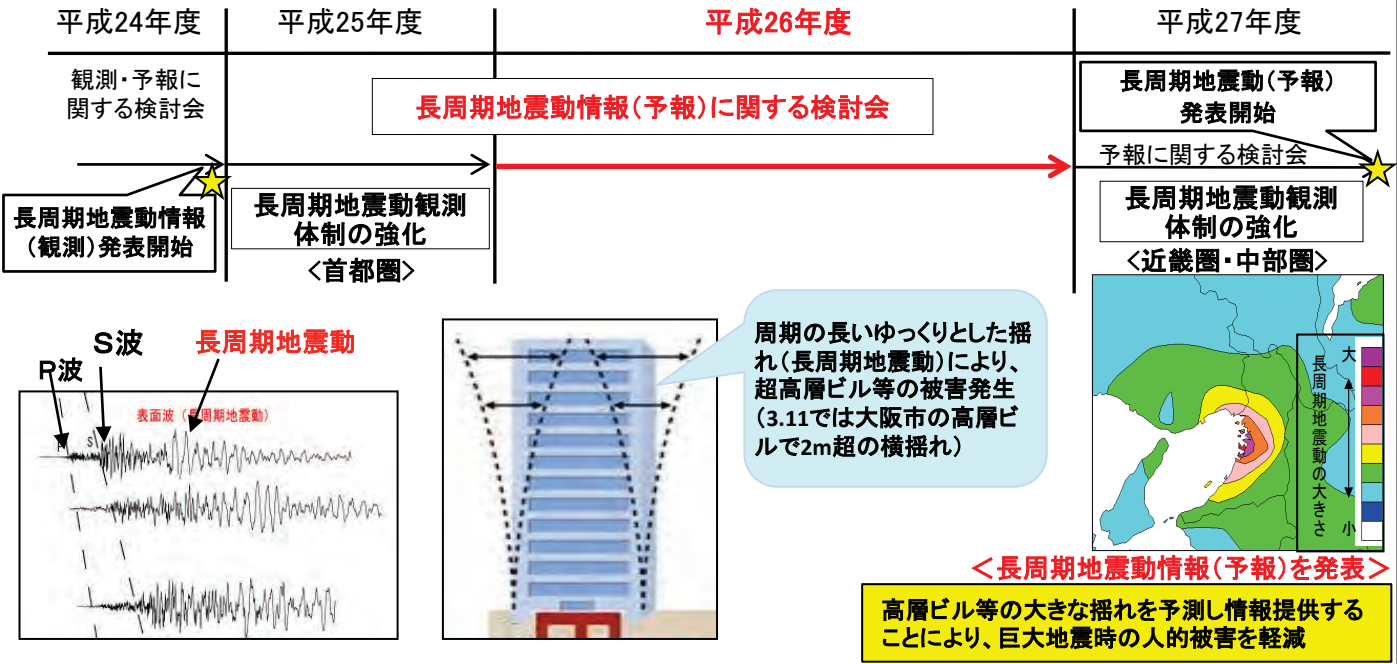 平成24年度
平成25年度
平成26年度
平成27年度
観測・予報に
関する検討会
長周期地震動情報(予報)に関する検討会
長周期地震動(予報)
発表開始
予報に関する検討会
長周期地震動情報
(観測)発表開始
長周期地震動観測
体制の強化
<首都圏>
長周期地震動観測
体制の強化
<近畿圏・中部圏>
P波
S波
長周期地震動
表面波(長周期地震動)
S
周期の長いゆっくりとした揺
れ(長周期地震動)により、
超高層ビル等の被害発生
(3.11では大阪市の高層ビ
ルで2m超の横揺れ)
長周期地震動の大きさ
大
小
<長周期地震動情報(予報)を発表>
高層ビル等の大きな揺れを予測し情報提供する
ことにより、巨大地震時の人的被害を軽減